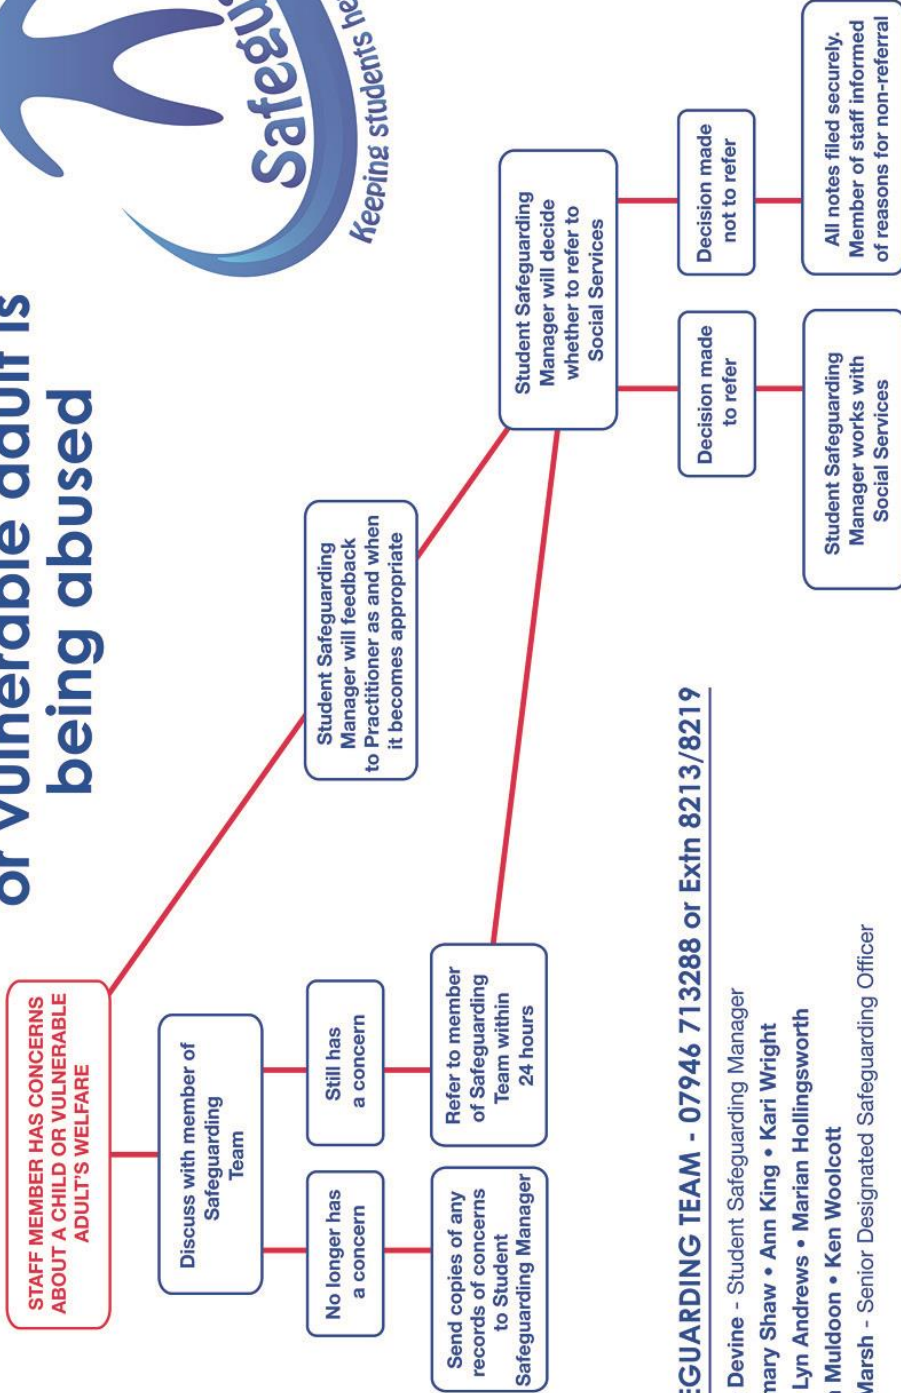 or vulnerable adult is
being abused
Safegu
Keeping students he
STAFF MEMBER HAS CONCERNS
ABOUT A CHILD OR VULNERABLE
ADULT'S WELFARE
Discuss with member of
Safeguarding
Team
No longer has
a concern
Still has
a concern
Send copies of any
records of concerns
to Student
Safeguarding Manager
Refer to member
of Safeguarding
Team within
24 hours
Student Safeguarding
Manager will feedback
to Practitioner as and when
it becomes appropriate
Student Safeguarding
Manager will decide
whether to refer to
Social Services
Decision made
to refer
Decision made
not to refer
Student Safeguarding
Manager works with
Social Services
All notes filed securely.
Member of staff informed
of reasons for non-referral
EGUARDING TEAM - 07946 713288 or Extn 8213/8219
Devine - Student Safeguarding Manager
mary Shaw • Ann King • Kari Wright
Lyn Andrews • Marian Hollingsworth
Muldoon • Ken Woolcott
Marsh - Senior Designated Safeguarding Officer